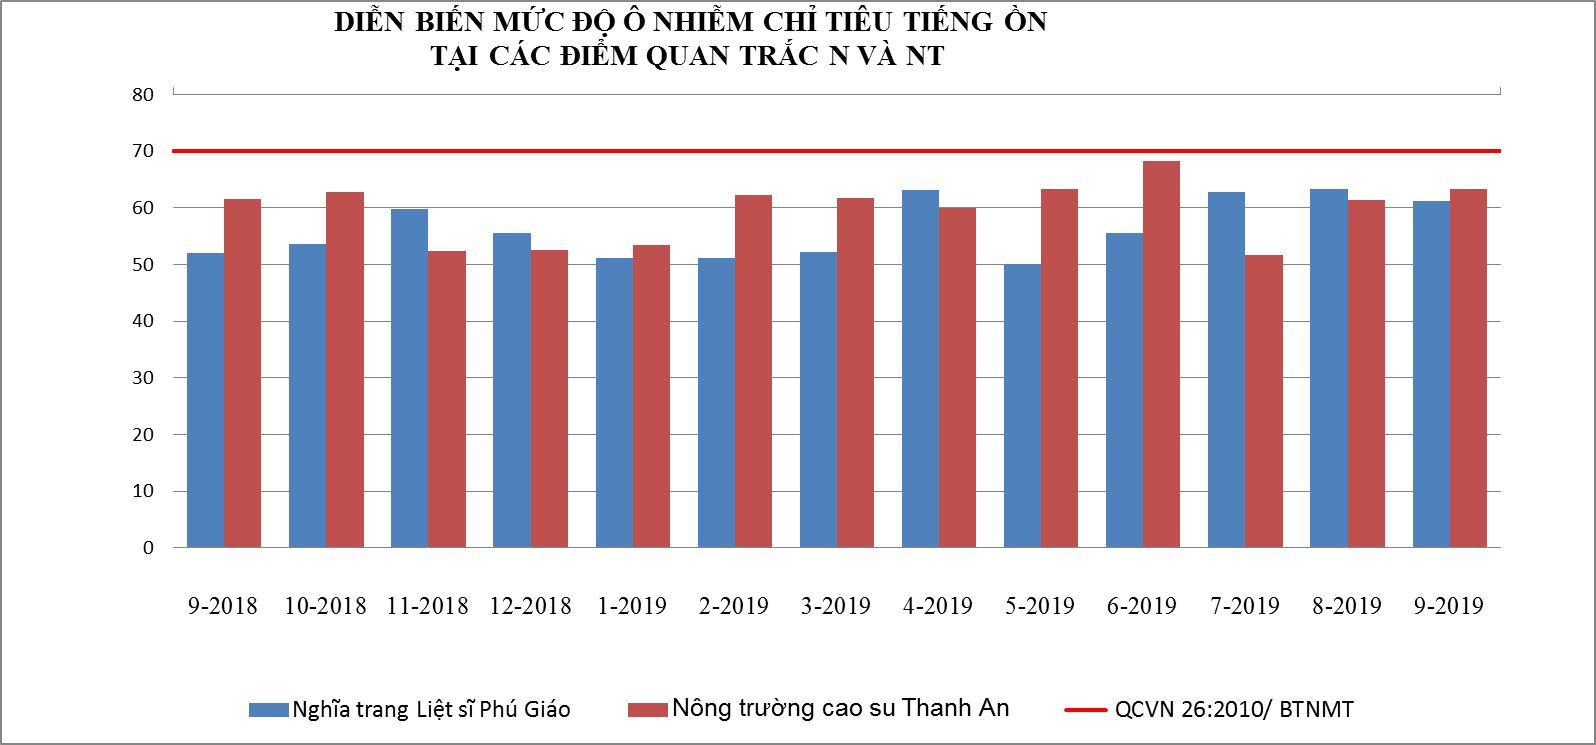 DIỄN BIẾN MỨC ĐỘ Ô NHIỄM CHỈ TIÊU TIẾNG ỒN
TẠI CÁC ĐIỂM QUAN TRẮC N VÀ NT
80
70
60
50
40
30
20
10
0
9-2018 10-2018 11-2018 12-2018 1-2019 2-2019 3-2019 4-2019 5-2019 6-2019 7-2019 8-2019 9-2019
Nghĩa trang Liệt sĩ Phú Giáo Nông trường cao su Thanh An QCVN 26:2010/ BTNMT